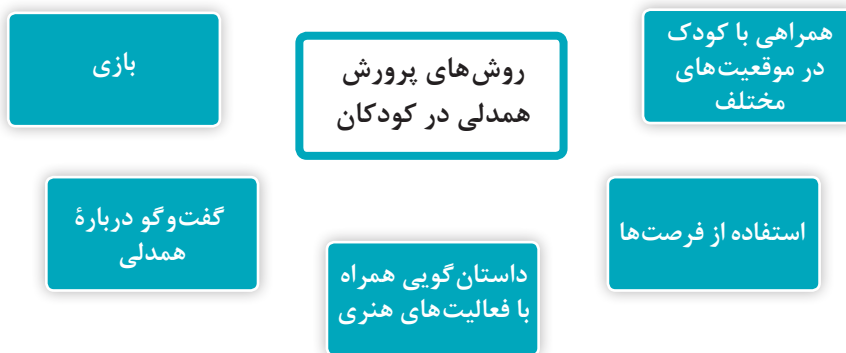 روش‌های پرورش
همدلی در کودکان
همراهی با کودک
در موقعیت‌های
مختلف
استفاده از فرصت‌ها
داستان‌گویی همراه
با فعالیت‌های هنری
گفت‌وگو دربارهٔ
همدلی
بازی